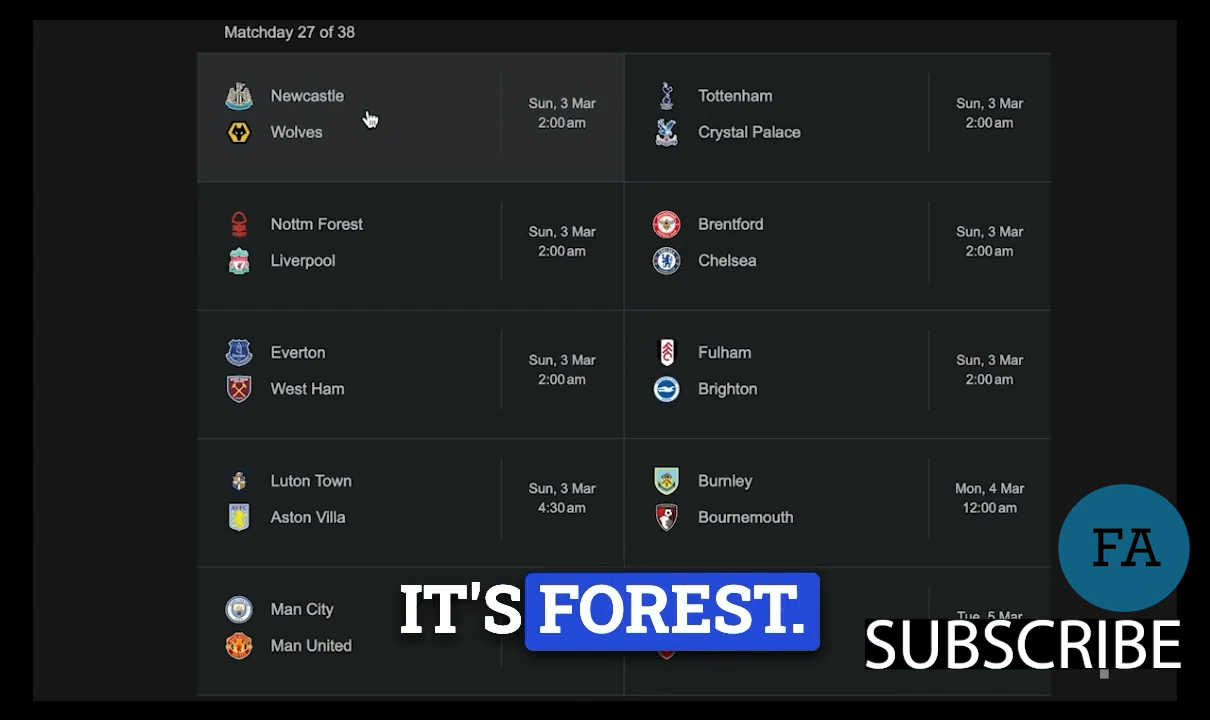 Matchday 27 of 38
Newcastle
Wolves
Sun, 3 Mar
2:00 am
Tottenham
Crystal Palace
Sun, 3 Mar
2:00 am
Nottm Forest
Liverpool
Sun, 3 Mar
2:00 am
Brentford
Chelsea
Sun, 3 Mar
2:00 am
Everton
West Ham
Sun, 3 Mar
2:00 am
Fulham
Brighton
Sun, 3 Mar
2:00 am
Luton Town
Aston Villa
Sun, 3 Mar
4:30 am
Burnley
Bournemouth
Mon, 4 Mar
12:00 am
Man City
Man United
Tue, 5 Mar
IT'S FOREST.
FA
SUBSCRIBE